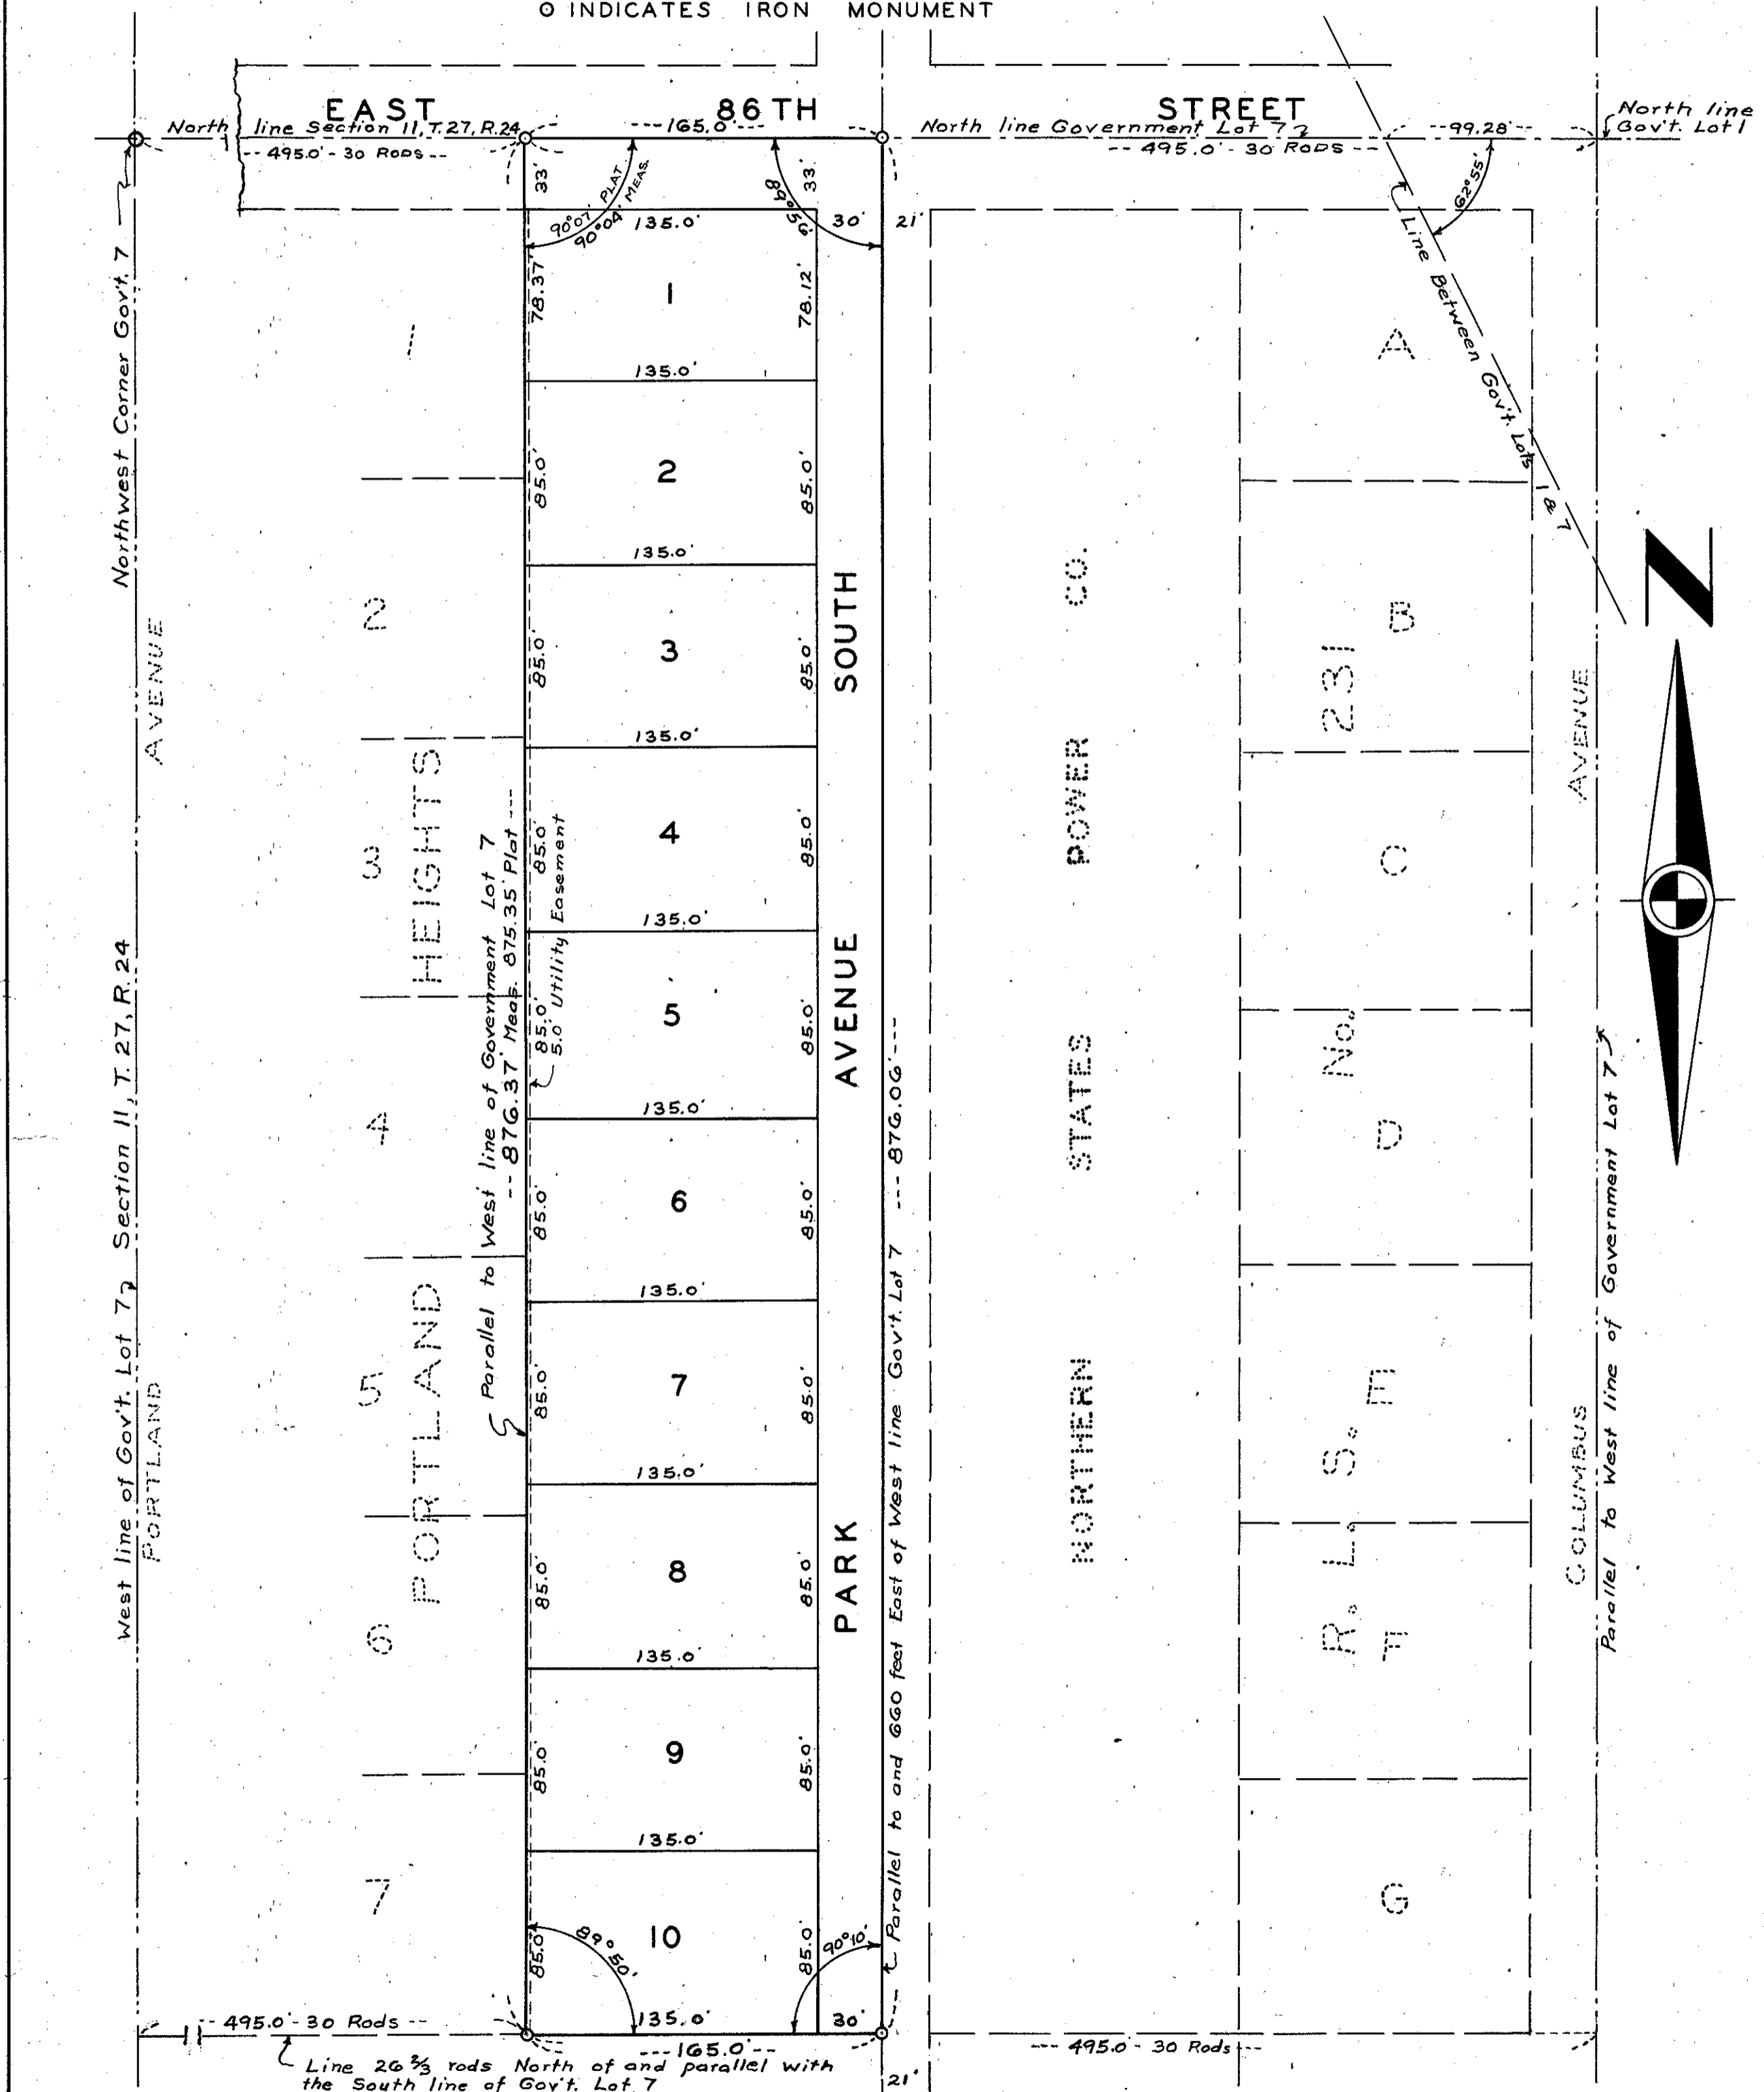 O INDICATES IRON MONUMENT
EAST 86TH STREET
North line Section 11, T.27, R.24
--165.0'---
North line Government Lot 7
--99.28'--
North line
Gov't. Lot 1
-- 495.0' - 30 RODS --
-- 495.0' - 30 RODS --
33'
90°07' PLAT
90°04' MEAS.
89°56'
33'
62°55'
135.0'
30'
21'
Northwest Corner Gov't. 7
Line Between Gov't. Lots 1 & 7
78.37'
1
78.12'
135.0'
85.0'
2
85.0'
135.0'
85.0'
3
85.0'
135.0'
85.0'
4
85.0'
135.0'
85.0'
5
85.0'
135.0'
85.0'
6
85.0'
135.0'
85.0'
7
85.0'
135.0'
85.0'
8
85.0'
135.0'
85.0'
9
85.0'
135.0'
85.0'
10
85.0'
89°50'
90°10'
135.0'
30'
1
2
3
4
5
6
7
PORTLAND HEIGHTS
PORTLAND AVENUE
West line of Gov't. Lot 7, Section 11, T. 27, R. 24
Parallel to West line of Government Lot 7
-- 876.37' Meas. 875.35' Plat ---
5.0' Utility Easement
PARK AVENUE SOUTH
Parallel to and 660 feet East of West line Gov't. Lot 7 --- 876.06' ---
NORTHERN STATES POWER CO.
R. L. S. No. 231
A
B
C
D
E
F
G
COLUMBUS AVENUE
Parallel to West line of Government Lot 7
N
-- 495.0' - 30 Rods --
---165.0'---
--- 495.0' - 30 Rods ---
Line 26 2/3 rods North of and parallel with
the South line of Gov't. Lot 7
21'